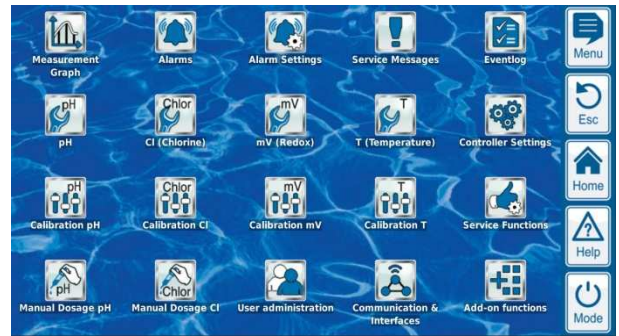 Measurement
Graph
Alarms
Alarm Settings
Service Messages
Eventlog
Menu
pH
pH
Chlor
Cl (Chlorine)
mV
mV (Redox)
T
T (Temperature)
Controller Settings
Esc
Home
pH
Calibration pH
Chlor
Calibration Cl
mV
Calibration mV
T
Calibration T
Service Functions
?
Help
pH
Manual Dosage pH
Chlor
Manual Dosage Cl
User administration
Communication &
Interfaces
Add-on functions
Mode